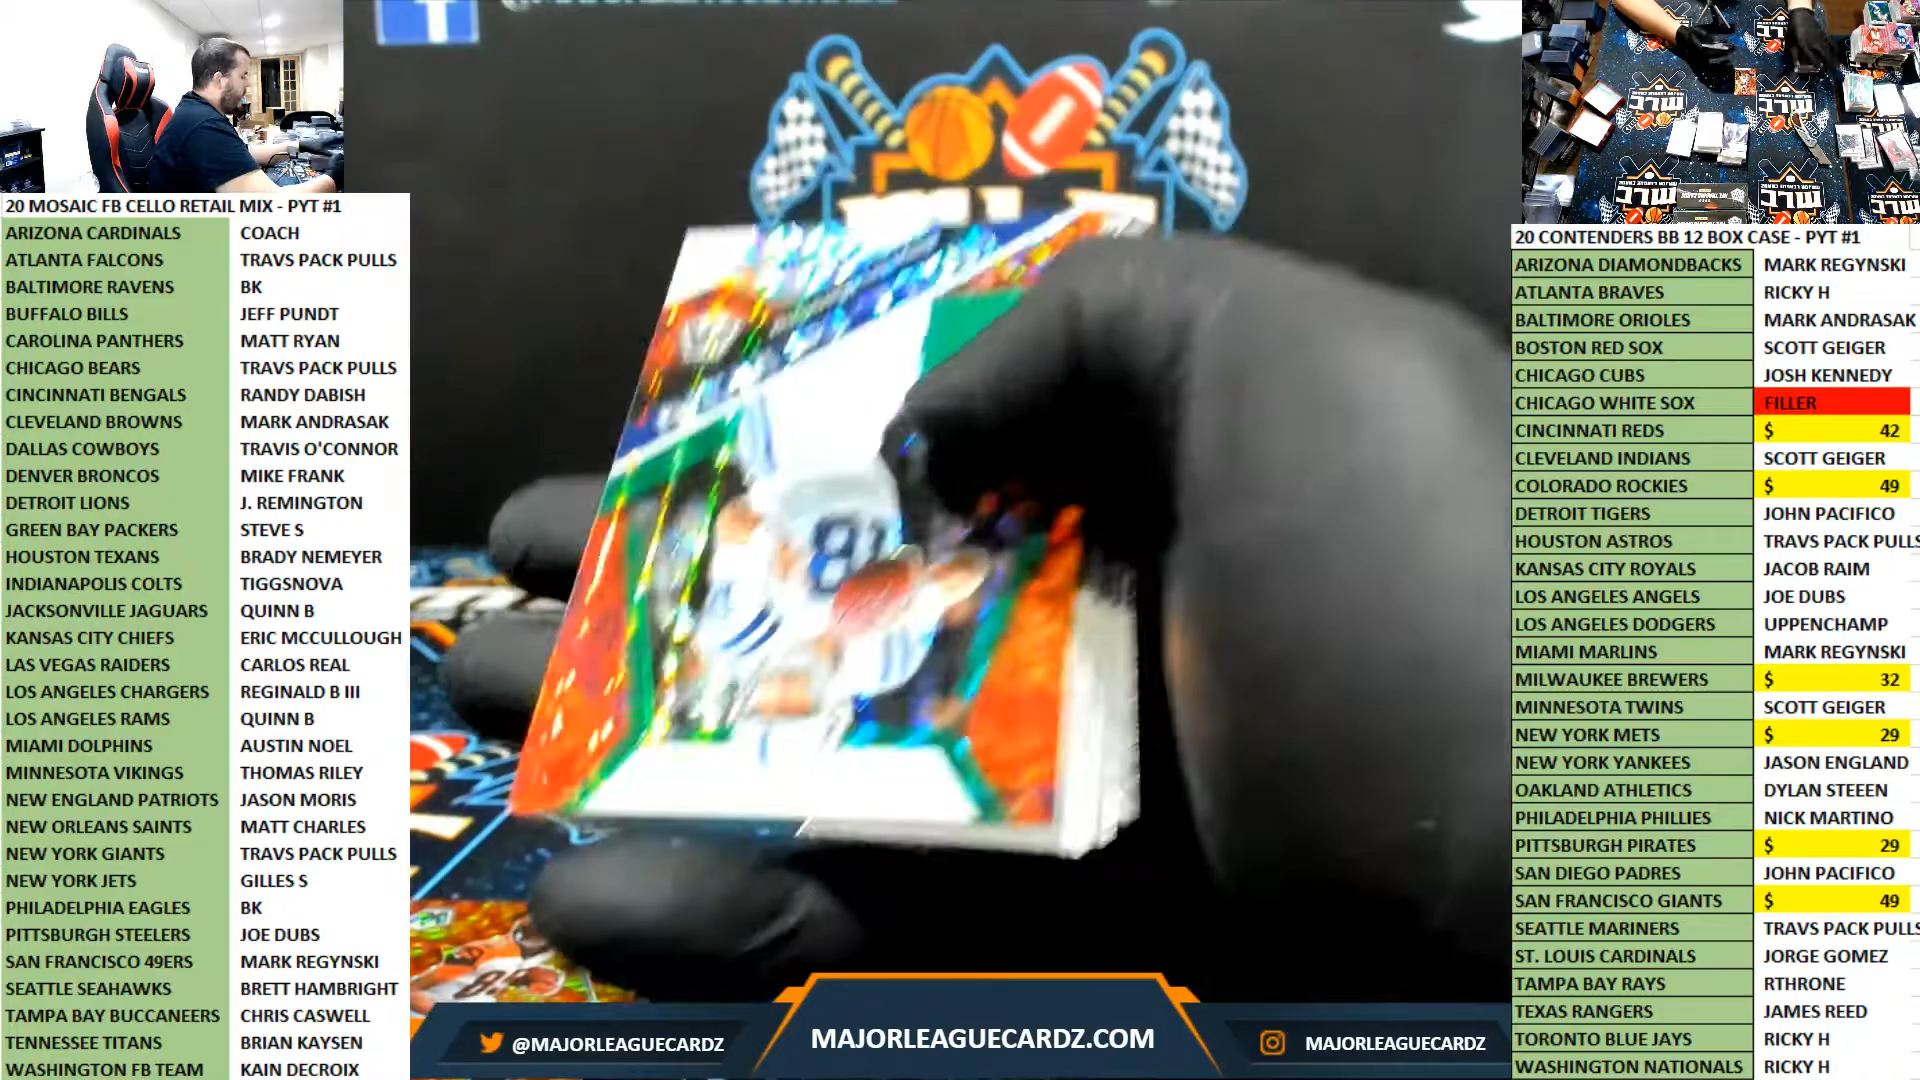 20 MOSAIC FB CELLO RETAIL MIX - PYT #1
ARIZONA CARDINALS COACH
ATLANTA FALCONS TRAVS PACK PULLS
BALTIMORE RAVENS BK
BUFFALO BILLS JEFF PUNDT
CAROLINA PANTHERS MATT RYAN
CHICAGO BEARS TRAVS PACK PULLS
CINCINNATI BENGALS RANDY DABISH
CLEVELAND BROWNS MARK ANDRASAK
DALLAS COWBOYS TRAVIS O'CONNOR
DENVER BRONCOS MIKE FRANK
DETROIT LIONS J. REMINGTON
GREEN BAY PACKERS STEVE S
HOUSTON TEXANS BRADY NEMEYER
INDIANAPOLIS COLTS TIGGSNOVA
JACKSONVILLE JAGUARS QUINN B
KANSAS CITY CHIEFS ERIC MCCULLOUGH
LAS VEGAS RAIDERS CARLOS REAL
LOS ANGELES CHARGERS REGINALD B III
LOS ANGELES RAMS QUINN B
MIAMI DOLPHINS AUSTIN NOEL
MINNESOTA VIKINGS THOMAS RILEY
NEW ENGLAND PATRIOTS JASON MORIS
NEW ORLEANS SAINTS MATT CHARLES
NEW YORK GIANTS TRAVS PACK PULLS
NEW YORK JETS GILLES S
PHILADELPHIA EAGLES BK
PITTSBURGH STEELERS JOE DUBS
SAN FRANCISCO 49ERS MARK REGYNSKI
SEATTLE SEAHAWKS BRETT HAMBRIGHT
TAMPA BAY BUCCANEERS CHRIS CASWELL
TENNESSEE TITANS BRIAN KAYSEN
WASHINGTON FB TEAM KAIN DECROIX
18
@MAJORLEAGUECARDZ
MAJORLEAGUECARDZ.COM
MAJORLEAGUECARDZ
20 CONTENDERS BB 12 BOX CASE - PYT #1
ARIZONA DIAMONDBACKS MARK REGYNSKI
ATLANTA BRAVES RICKY H
BALTIMORE ORIOLES MARK ANDRASAK
BOSTON RED SOX SCOTT GEIGER
CHICAGO CUBS JOSH KENNEDY
CHICAGO WHITE SOX FILLER
CINCINNATI REDS $ 42
CLEVELAND INDIANS SCOTT GEIGER
COLORADO ROCKIES $ 49
DETROIT TIGERS JOHN PACIFICO
HOUSTON ASTROS TRAVS PACK PULLS
KANSAS CITY ROYALS JACOB RAIM
LOS ANGELES ANGELS JOE DUBS
LOS ANGELES DODGERS UPPENCHAMP
MIAMI MARLINS MARK REGYNSKI
MILWAUKEE BREWERS $ 32
MINNESOTA TWINS SCOTT GEIGER
NEW YORK METS $ 29
NEW YORK YANKEES JASON ENGLAND
OAKLAND ATHLETICS DYLAN STEEEN
PHILADELPHIA PHILLIES NICK MARTINO
PITTSBURGH PIRATES $ 29
SAN DIEGO PADRES JOHN PACIFICO
SAN FRANCISCO GIANTS $ 49
SEATTLE MARINERS TRAVS PACK PULLS
ST. LOUIS CARDINALS JORGE GOMEZ
TAMPA BAY RAYS RTHRONE
TEXAS RANGERS JAMES REED
TORONTO BLUE JAYS RICKY H
WASHINGTON NATIONALS RICKY H